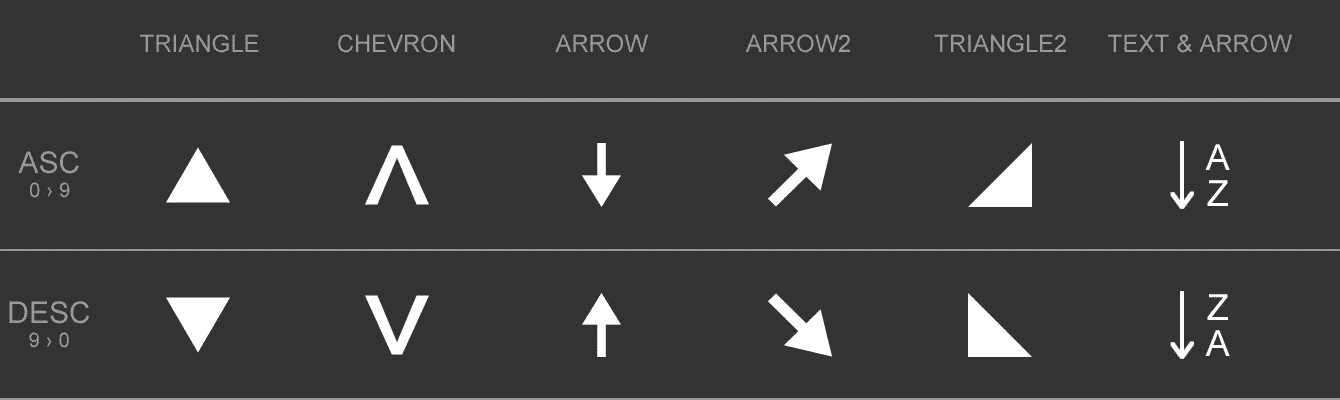 TRIANGLE CHEVRON ARROW ARROW2 TRIANGLE2 TEXT & ARROW
ASC
0 › 9
A
Z
DESC
9 › 0
Z
A